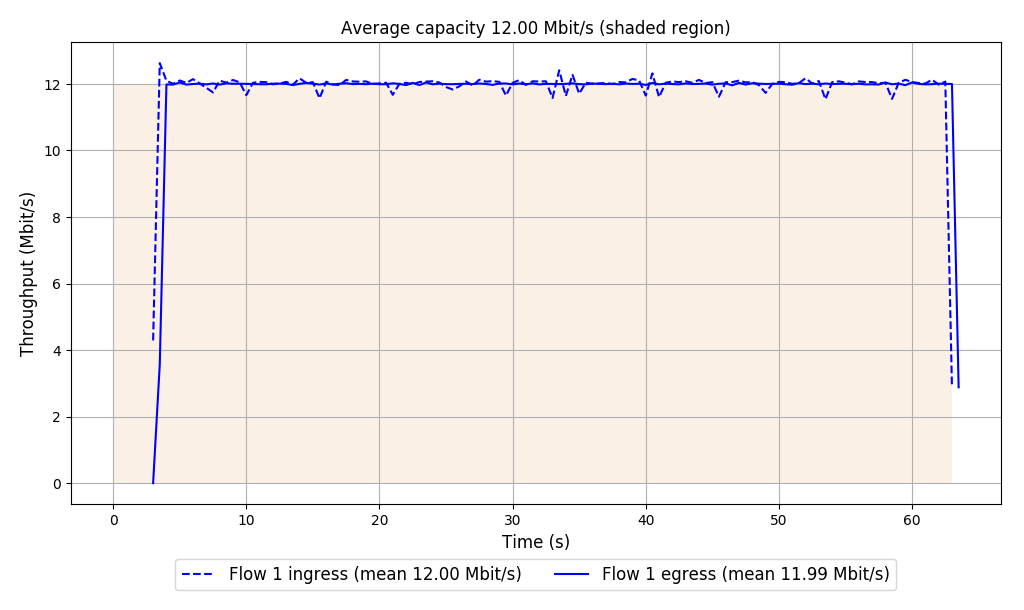 Average capacity 12.00 Mbit/s (shaded region)
Throughput (Mbit/s)
12
10
8
6
4
2
0
0 10 20 30 40 50 60
Time (s)
Flow 1 ingress (mean 12.00 Mbit/s) Flow 1 egress (mean 11.99 Mbit/s)